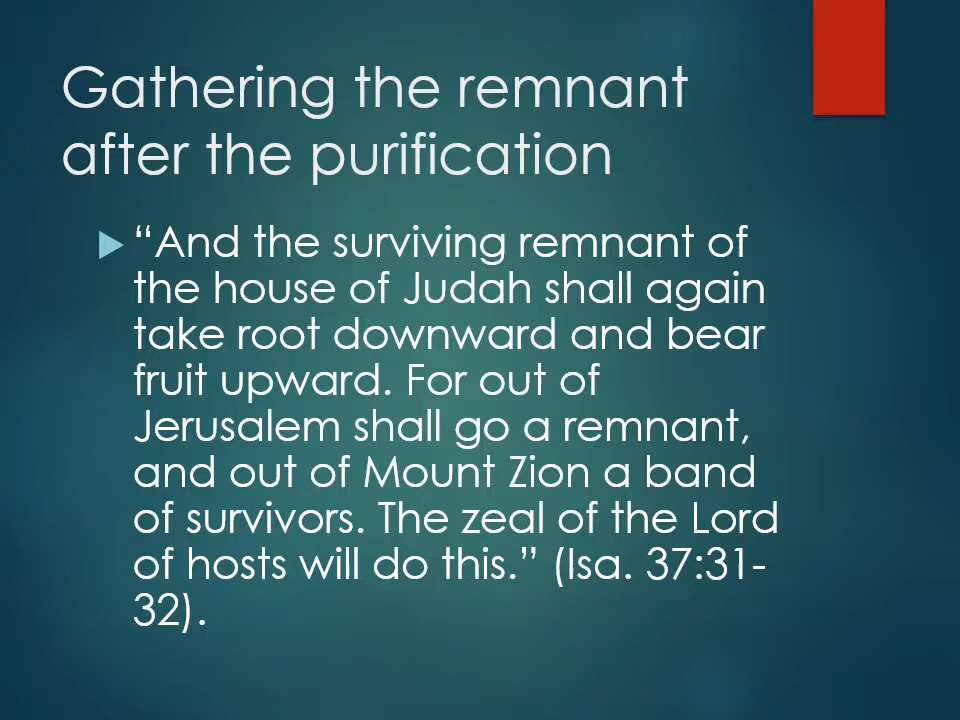 Gathering the remnant
after the purification
“And the surviving remnant of
the house of Judah shall again
take root downward and bear
fruit upward. For out of
Jerusalem shall go a remnant,
and out of Mount Zion a band
of survivors. The zeal of the Lord
of hosts will do this.” (Isa. 37:31-
32).